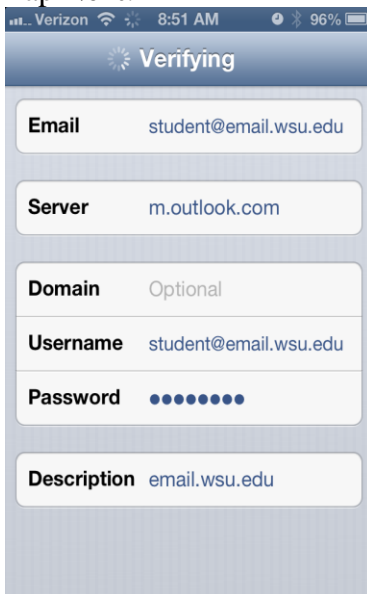 Verizon 8:51 AM 96%
Verifying
Email student@email.wsu.edu
Server m.outlook.com
Domain Optional
Username student@email.wsu.edu
Password ●●●●●●●●
Description email.wsu.edu